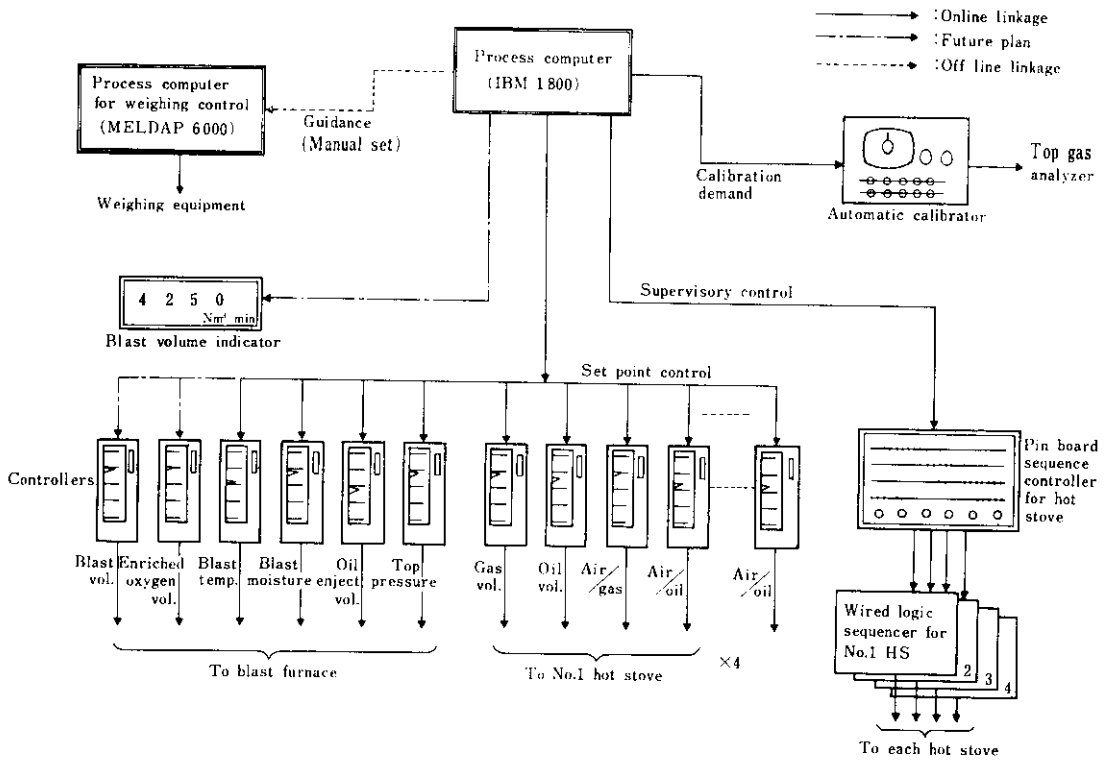 :Online linkage
:Future plan
:Off line linkage
Process computer
(IBM 1800)
Process computer
for weighing control
(MELDAP 6000)
Guidance
(Manual set)
Weighing equipment
Calibration
demand
Automatic calibrator
Top gas
analyzer
4 2 5 0
Nm³ min
Blast volume indicator
Supervisory control
Set point control
Controllers
Pin board
sequence
controller
for hot
stove
Blast
vol.
Enriched
oxygen
vol.
Blast
temp.
Blast
moisture
Oil
enject
vol.
Top
pressure
Gas
vol.
Oil
vol.
Air/
gas
Air/
oil
Air/
oil
To blast furnace
To No.1 hot stove
×4
Wired logic
sequencer for
No.1 HS
2
3
4
To each hot stove